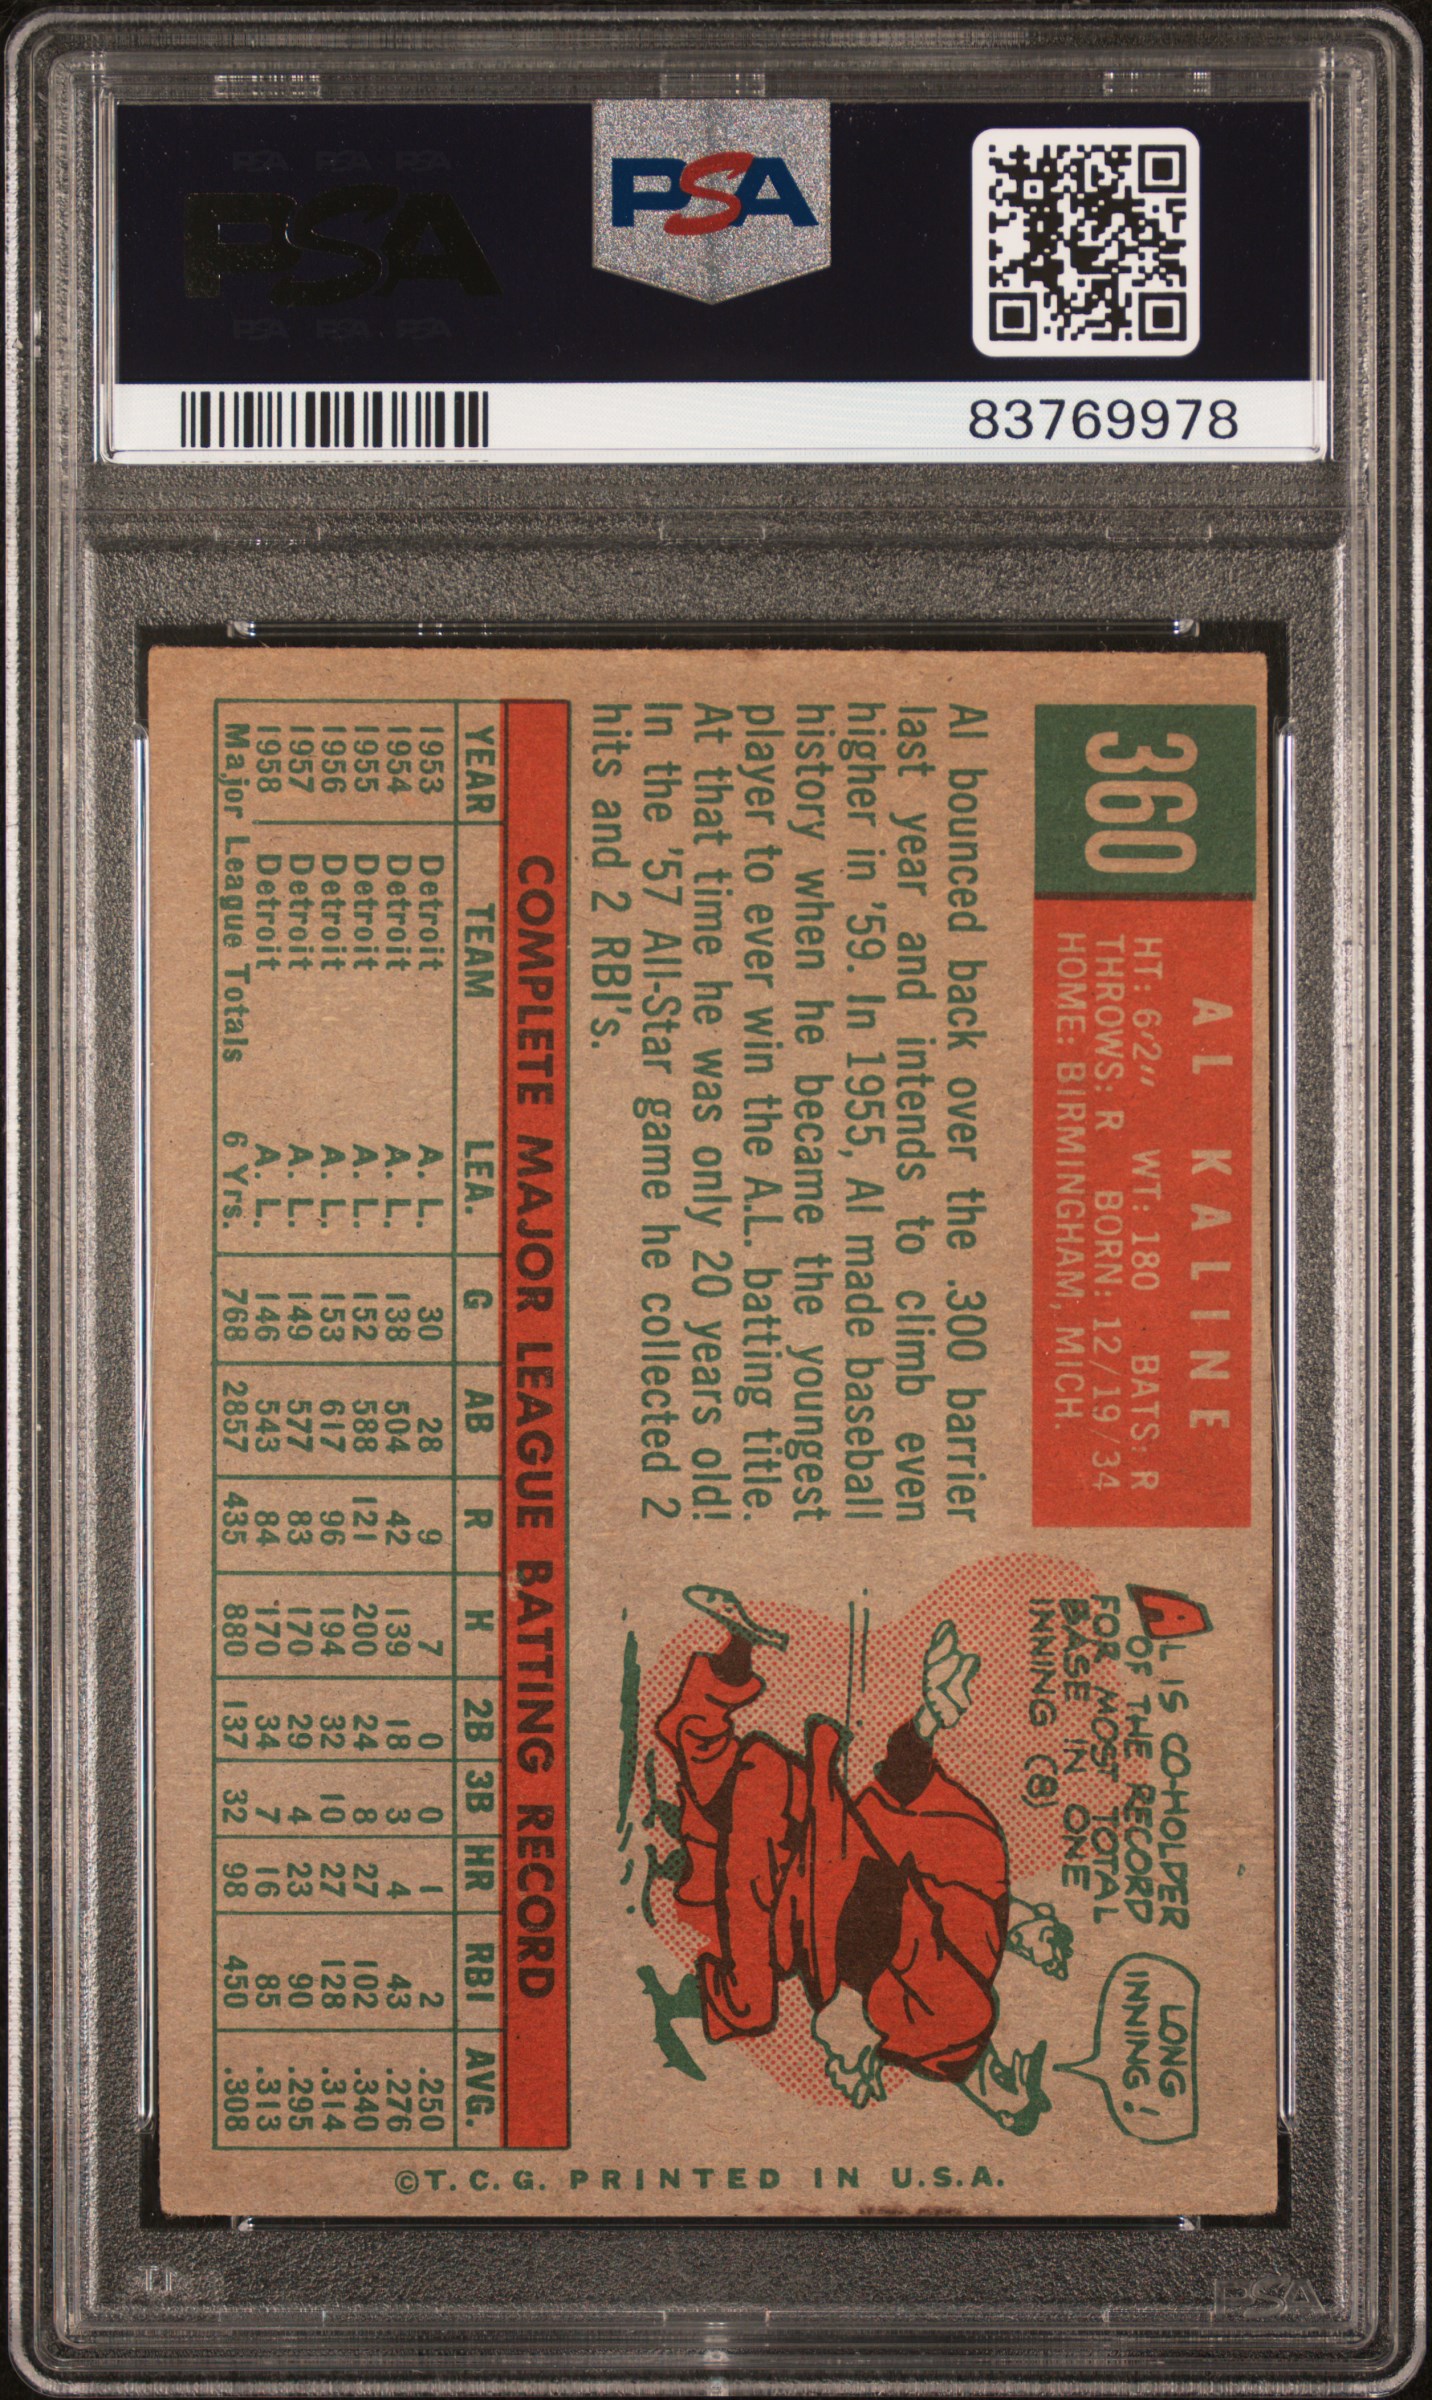 PSA PSA PSA
PSA
PSA PSA PSA
PSA
83769978
360
AL KALINE
HT: 6'2" WT: 180 BATS: R
THROWS: R BORN: 12/19/34
HOME: BIRMINGHAM, MICH.
Al bounced back over the .300 barrier
last year and intends to climb even
higher in '59. In 1955, Al made baseball
history when he became the youngest
player to ever win the A.L. batting title.
At that time he was only 20 years old!
In the '57 All-Star game he collected 2
hits and 2 RBI's.
AL IS CO-HOLDER
OF THE RECORD
FOR MOST TOTAL
BASE IN ONE
INNING (8)
LONG
INNING!
COMPLETE MAJOR LEAGUE BATTING RECORD
YEAR TEAM LEA. G AB R H 2B 3B HR RBI AVG.
1953 Detroit A. L. 30 28 9 7 0 0 1 2 .250
1954 Detroit A. L. 138 504 42 139 18 3 4 43 .276
1955 Detroit A. L. 152 588 121 200 24 8 27 102 .340
1956 Detroit A. L. 153 617 96 194 32 10 27 128 .314
1957 Detroit A. L. 149 577 83 170 29 4 23 90 .295
1958 Detroit A. L. 146 543 84 170 34 7 16 85 .313
Major League Totals 6 Yrs. 768 2857 435 880 137 32 98 450 .308
©T. C. G. PRINTED IN U.S.A.
PSA